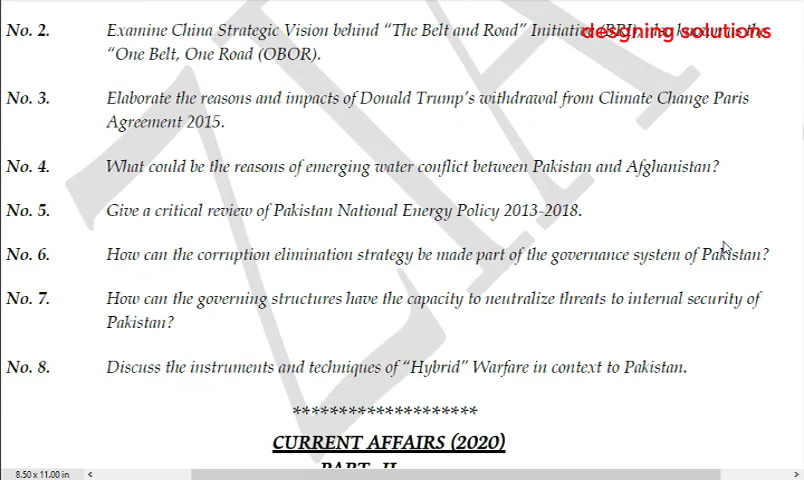 No. 2. Examine China Strategic Vision behind “The Belt and Road” Initiative (BRI), the
designing solutions
“One Belt, One Road (OBOR).
No. 3. Elaborate the reasons and impacts of Donald Trump’s withdrawal from Climate Change Paris
Agreement 2015.
No. 4. What could be the reasons of emerging water conflict between Pakistan and Afghanistan?
No. 5. Give a critical review of Pakistan National Energy Policy 2013-2018.
No. 6. How can the corruption elimination strategy be made part of the governance system of Pakistan?
No. 7. How can the governing structures have the capacity to neutralize threats to internal security of
Pakistan?
No. 8. Discuss the instruments and techniques of “Hybrid” Warfare in context to Pakistan.
********************
CURRENT AFFAIRS (2020)
PART- II
8.50 x 11.00 in
ZIA